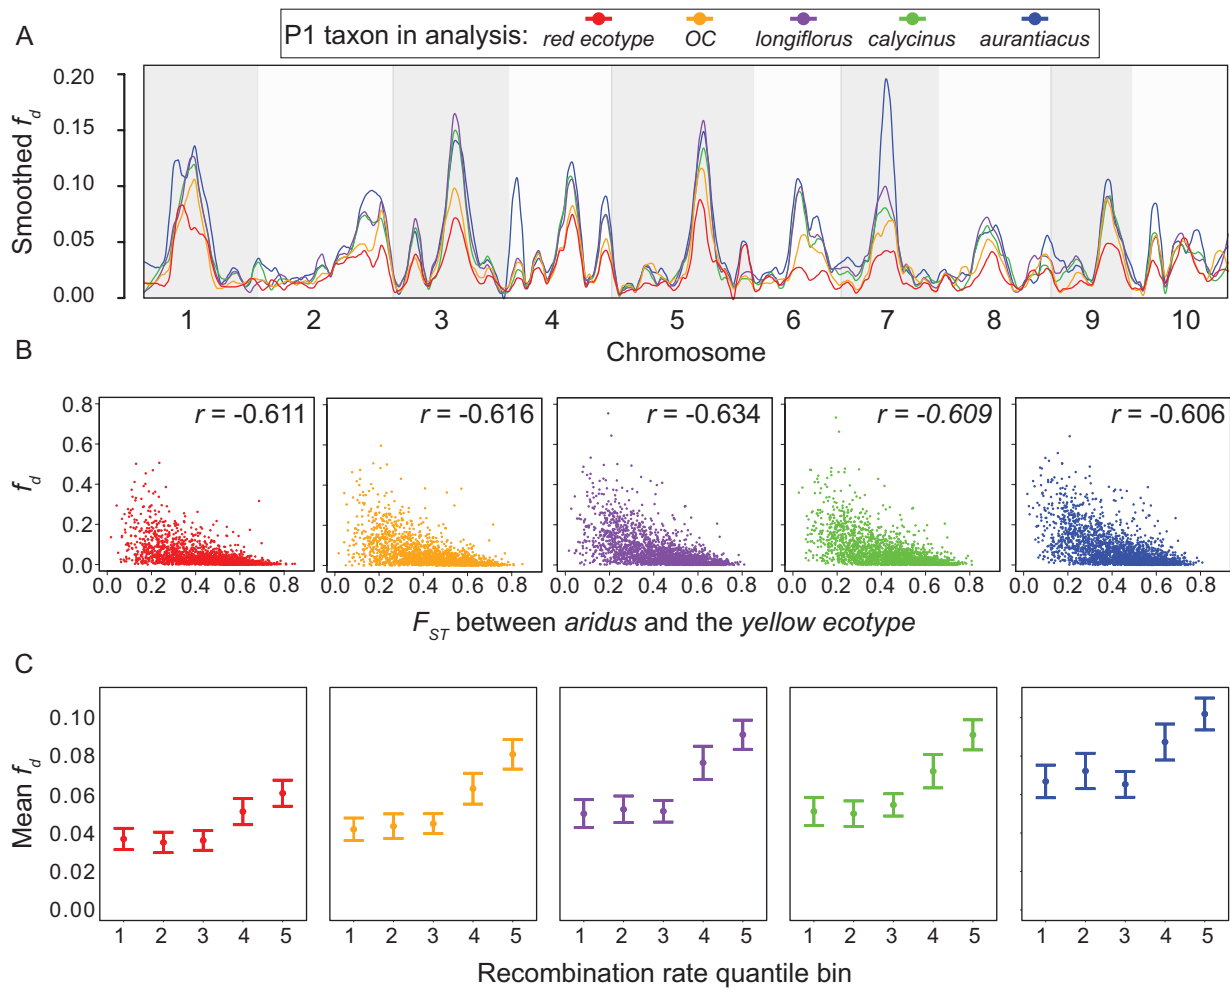 A
P1 taxon in analysis: red ecotype OC longiflorus calycinus aurantiacus
Smoothed fd
0.20
0.15
0.10
0.05
0.00
1 2 3 4 5 6 7 8 9 10
Chromosome
B
r = -0.611 r = -0.616 r = -0.634 r = -0.609 r = -0.606
fd
0.8
0.6
0.4
0.2
0.0
0.0 0.2 0.4 0.6 0.8 0.0 0.2 0.4 0.6 0.8 0.0 0.2 0.4 0.6 0.8 0.0 0.2 0.4 0.6 0.8 0.0 0.2 0.4 0.6 0.8
FST between aridus and the yellow ecotype
C
Mean fd
0.10
0.08
0.06
0.04
0.02
0.00
1 2 3 4 5 1 2 3 4 5 1 2 3 4 5 1 2 3 4 5 1 2 3 4 5
Recombination rate quantile bin